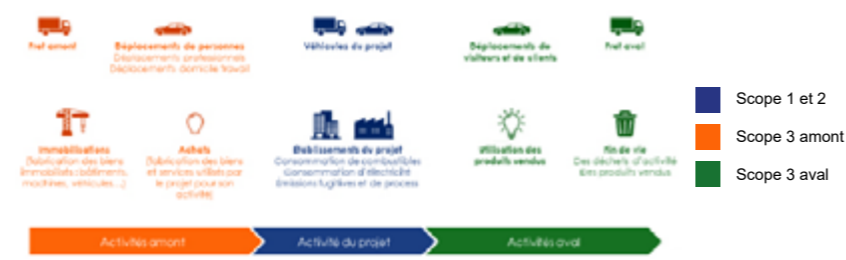 Fret amont
Déplacements de personnes
Déplacements professionnels
Déplacements domicile travail
Véhicules du projet
Déplacements de
visiteurs et de clients
Fret aval
Immobilisations
(fabrication des biens
immobilisés : bâtiments,
machines, véhicules...)
Achats
(fabrication des biens
et services utilisés par
le projet pour son
activité)
Etablissements du projet
Consommation de combustibles
Consommation d'électricité
Emissions fugitives et de process
Utilisation des
produits vendus
Fin de vie
Des déchets d'activité
des produits vendus
Scope 1 et 2
Scope 3 amont
Scope 3 aval
Activités amont
Activité du projet
Activités aval